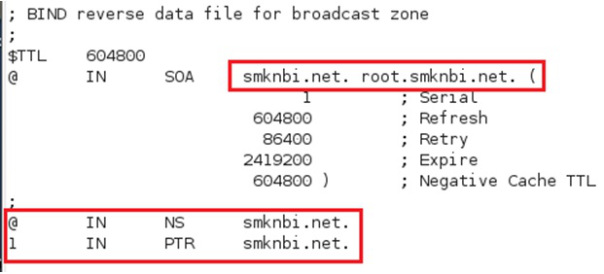 ; BIND reverse data file for broadcast zone
;
$TTL 604800
@ IN SOA smknbi.net. root.smknbi.net. (
1 ; Serial
604800 ; Refresh
86400 ; Retry
2419200 ; Expire
604800 ) ; Negative Cache TTL
;
@ IN NS smknbi.net.
1 IN PTR smknbi.net.